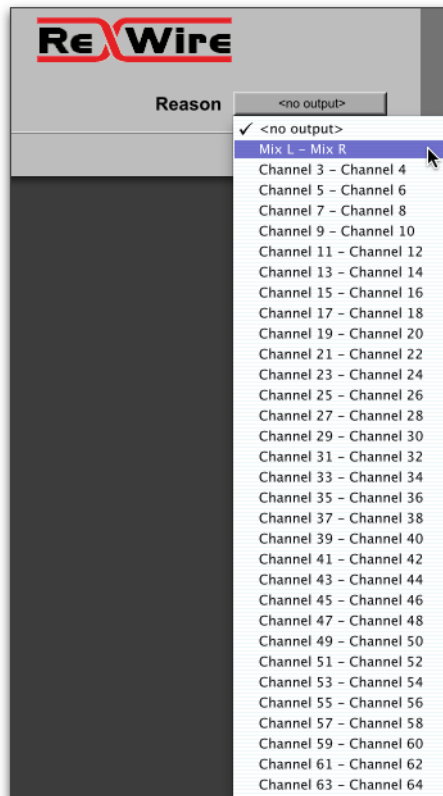 ReWire
Reason <no output>
✓ <no output>
Mix L – Mix R
Channel 3 – Channel 4
Channel 5 – Channel 6
Channel 7 – Channel 8
Channel 9 – Channel 10
Channel 11 – Channel 12
Channel 13 – Channel 14
Channel 15 – Channel 16
Channel 17 – Channel 18
Channel 19 – Channel 20
Channel 21 – Channel 22
Channel 23 – Channel 24
Channel 25 – Channel 26
Channel 27 – Channel 28
Channel 29 – Channel 30
Channel 31 – Channel 32
Channel 33 – Channel 34
Channel 35 – Channel 36
Channel 37 – Channel 38
Channel 39 – Channel 40
Channel 41 – Channel 42
Channel 43 – Channel 44
Channel 45 – Channel 46
Channel 47 – Channel 48
Channel 49 – Channel 50
Channel 51 – Channel 52
Channel 53 – Channel 54
Channel 55 – Channel 56
Channel 57 – Channel 58
Channel 59 – Channel 60
Channel 61 – Channel 62
Channel 63 – Channel 64